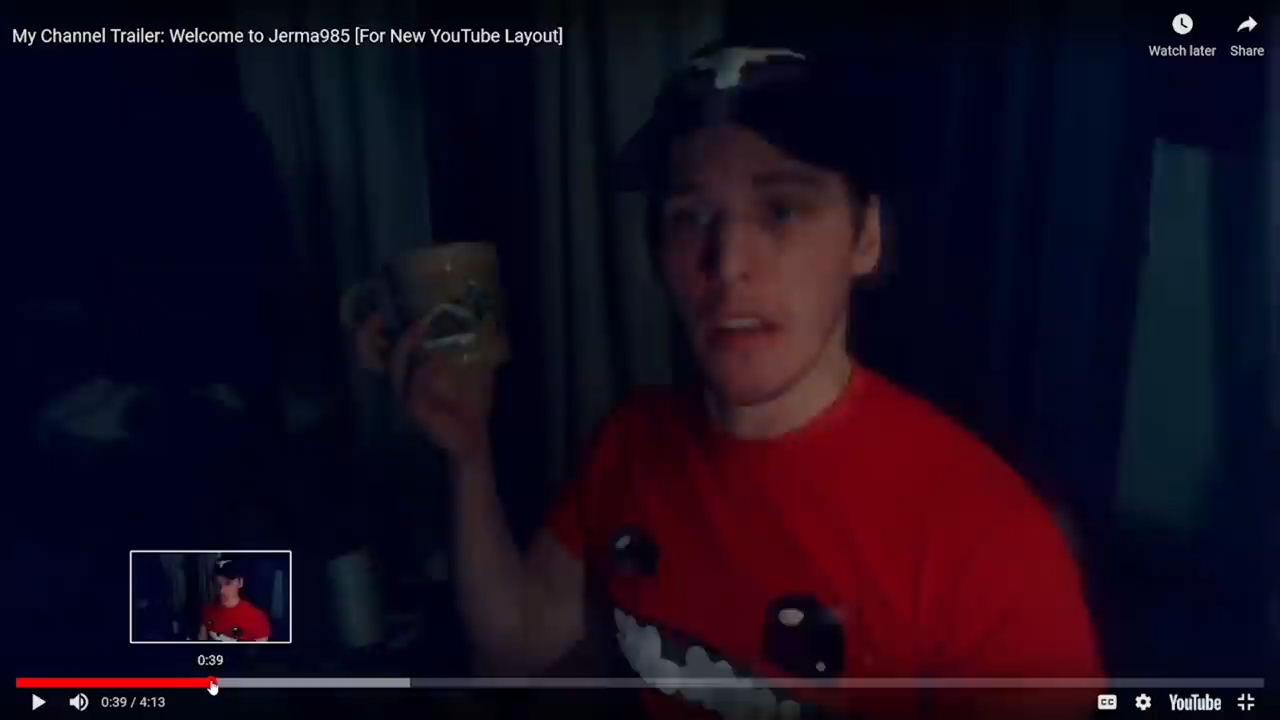 My Channel Trailer: Welcome to Jerma985 [For New YouTube Layout]
Watch later
Share
0:39
0:39 / 4:13
CC
YouTube